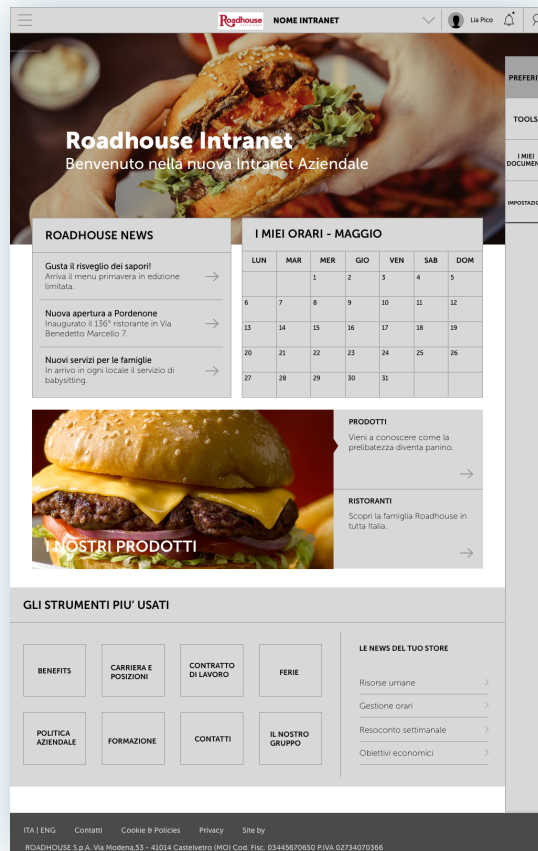 Roadhouse
NOME INTRANET
Lia Pico
Roadhouse Intranet
Benvenuto nella nuova Intranet Aziendale
TOOLS
I MIEI
ROADHOUSE NEWS
Gusta il risveglio dei sapori!
Arriva il menu primavera in edizione
limitata.
Nuova apertura a Pordenone
Inaugurato il 136° ristorante in Via
Benedetto Marcello 7.
Nuovi servizi per le famiglie
In arrivo in ogni locale il servizio di
babysitting.
I MIEI ORARI - MAGGIO
LUN MAR MER GIO VEN SAB DOM
1 2 3 4 5
6 7 8 9 10 11 12
13 14 15 16 17 18 19
20 21 22 23 24 25 26
27 28 29 30 31
I NOSTRI PRODOTTI
PRODOTTI
Vieni a conoscere come la
prelibatezza diventa panino.
RISTORANTI
Scopri la famiglia Roadhouse in
tutta Italia.
GLI STRUMENTI PIU' USATI
BENEFITS
CARRIERA E
POSIZIONI
CONTRATTO
DI LAVORO
FERIE
POLITICA
AZIENDALE
FORMAZIONE
CONTATTI
IL NOSTRO
GRUPPO
LE NEWS DEL TUO STORE
Risorse umane
Gestione orari
Resoconto settimanale
Obiettivi economici
ITA | ENG Contatti Cookie & Policies Privacy Site by
ROADHOUSE S.p.A. Via Modena,53 - 41014 Castelvetro (MO) Cod. Fisc. 03445670650 P.IVA 02734070366